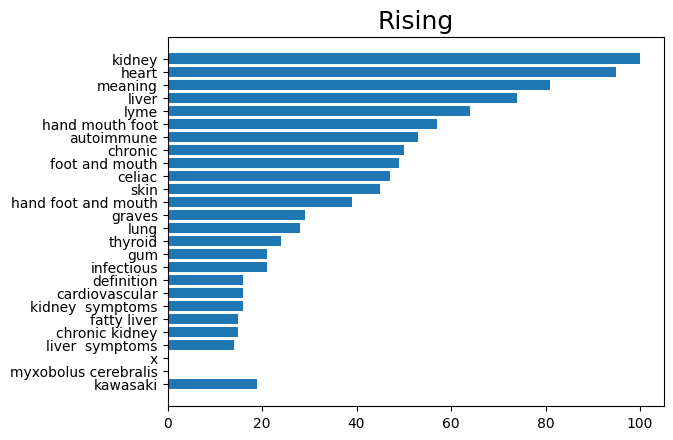 Rising
kidney
heart
meaning
liver
lyme
hand mouth foot
autoimmune
chronic
foot and mouth
celiac
skin
hand foot and mouth
graves
lung
thyroid
gum
infectious
definition
cardiovascular
kidney  symptoms
fatty liver
chronic kidney
liver  symptoms
x
myxobolus cerebralis
kawasaki
0 20 40 60 80 100